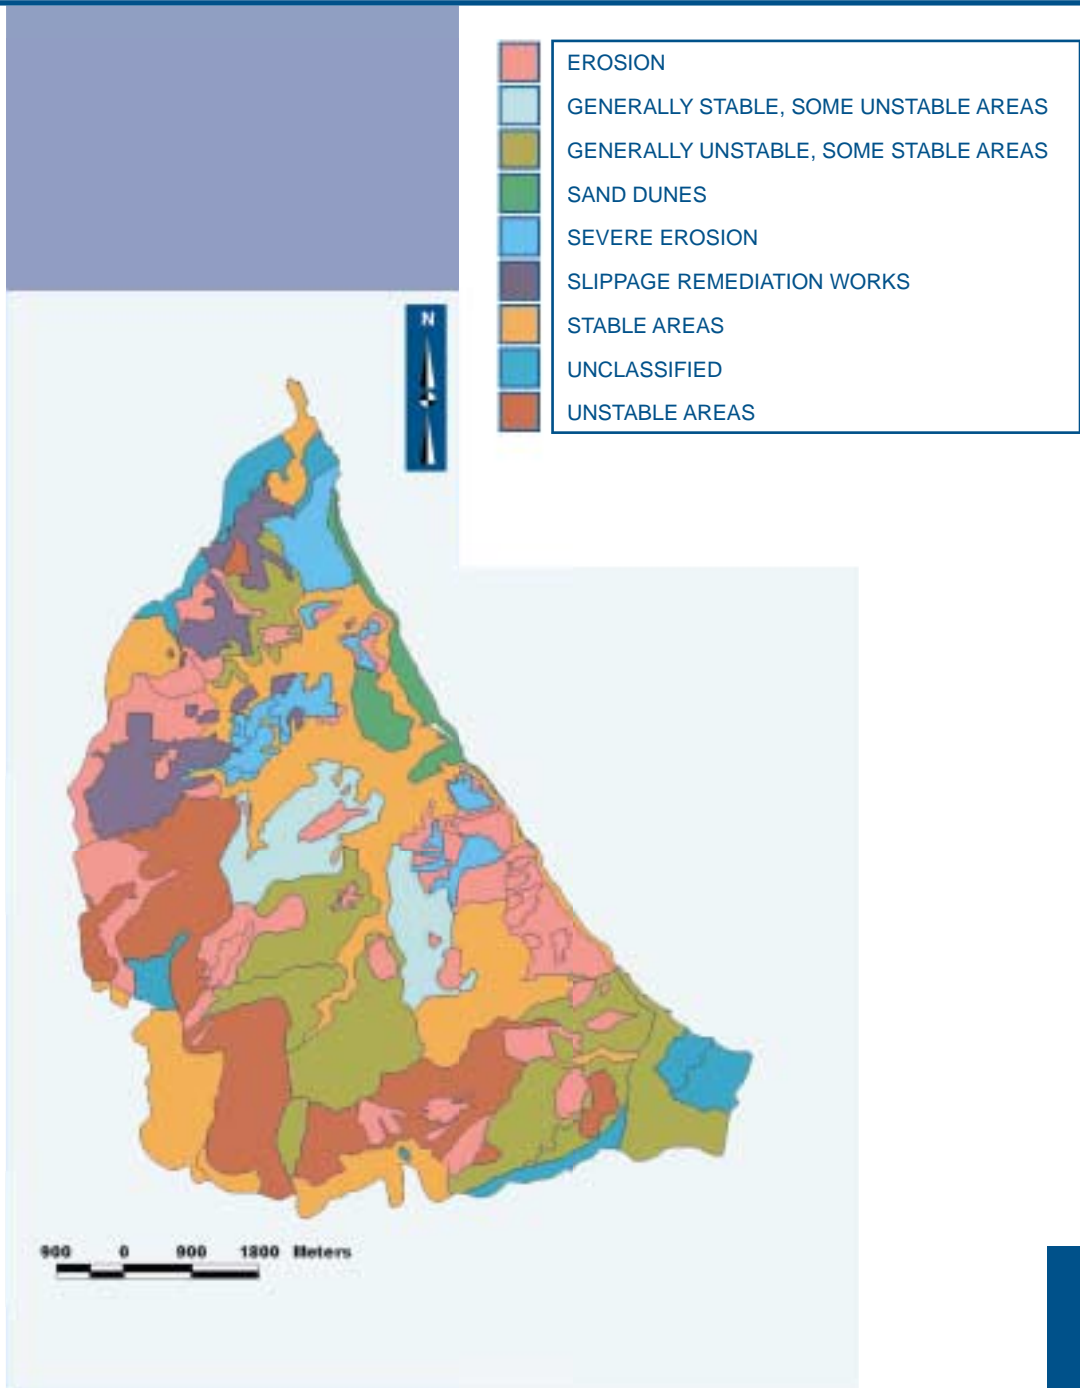 EROSION
GENERALLY STABLE, SOME UNSTABLE AREAS
GENERALLY UNSTABLE, SOME STABLE AREAS
SAND DUNES
SEVERE EROSION
SLIPPAGE REMEDIATION WORKS
STABLE AREAS
UNCLASSIFIED
UNSTABLE AREAS
N
900 0 900 1800 Meters